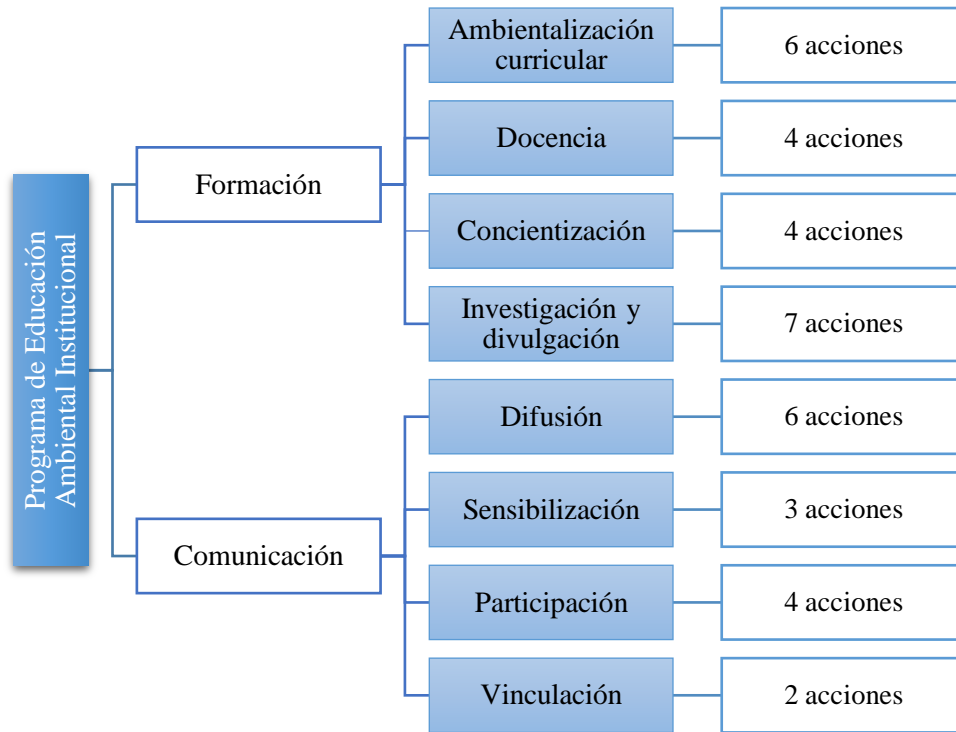 Programa de Educación
Ambiental Institucional
Formación
Ambientalización
curricular
6 acciones
Docencia
4 acciones
Concientización
4 acciones
Investigación y
divulgación
7 acciones
Comunicación
Difusión
6 acciones
Sensibilización
3 acciones
Participación
4 acciones
Vinculación
2 acciones